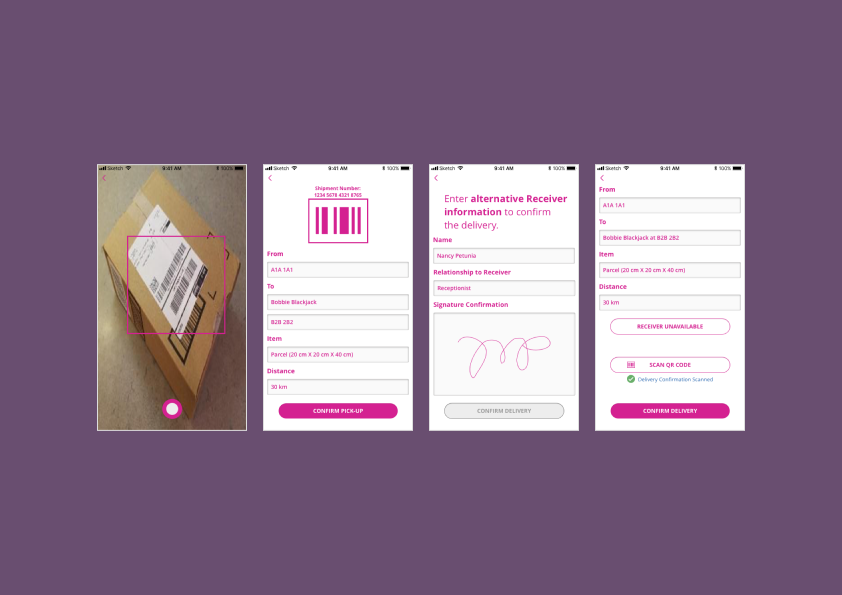 Sketch
9:41 AM
100%
Sketch
9:41 AM
100%
Shipment Number:
1234 5678 4321 8765
From
A1A 1A1
To
Bobbie Blackjack
B2B 2B2
Item
Parcel (20 cm X 20 cm X 40 cm)
Distance
30 km
CONFIRM PICK-UP
Sketch
9:41 AM
100%
Enter alternative Receiver
information to confirm
the delivery.
Name
Nancy Petunia
Relationship to Receiver
Receptionist
Signature Confirmation
CONFIRM DELIVERY
Sketch
9:41 AM
100%
From
A1A 1A1
To
Bobbie Blackjack at B2B 2B2
Item
Parcel (20 cm X 20 cm X 40 cm)
Distance
30 km
RECEIVER UNAVAILABLE
SCAN QR CODE
Delivery Confirmation Scanned
CONFIRM DELIVERY